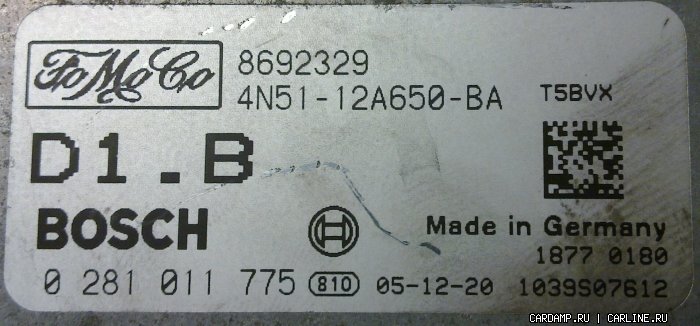 FoMoCo 8692329
4N51-12A650-BA T5BVX
D1.B
BOSCH Made in Germany
1877 0180
0 281 011 775 810 05-12-20 1039S07612
CARDAMP.RU | CARLINE.RU